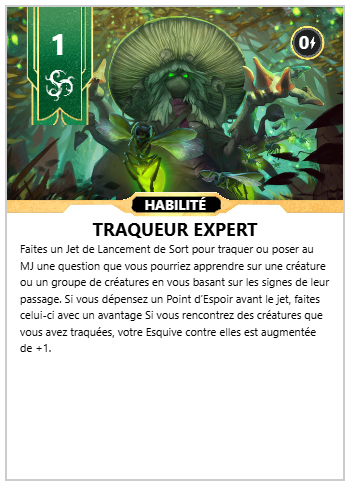 1
0
HABILITÉ
TRAQUEUR EXPERT
Faites un Jet de Lancement de Sort pour traquer ou poser au
MJ une question que vous pourriez apprendre sur une créature
ou un groupe de créatures en vous basant sur les signes de leur
passage. Si vous dépensez un Point d'Espoir avant le jet, faites
celui-ci avec un avantage Si vous rencontrez des créatures que
vous avez traquées, votre Esquive contre elles est augmentée
de +1.